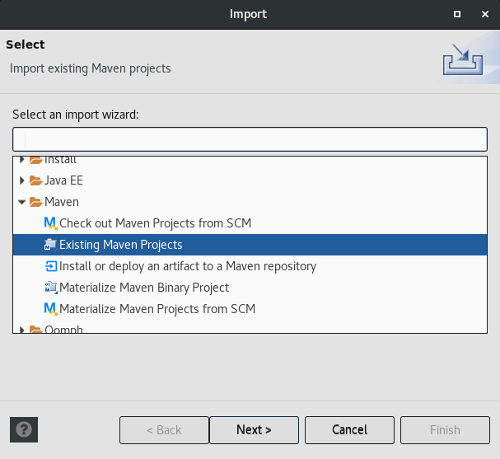 Import
Select
Import existing Maven projects
Select an import wizard:
Install
Java EE
Maven
Check out Maven Projects from SCM
Existing Maven Projects
Install or deploy an artifact to a Maven repository
Materialize Maven Binary Project
Materialize Maven Projects from SCM
Oomph
?
< Back
Next >
Cancel
Finish